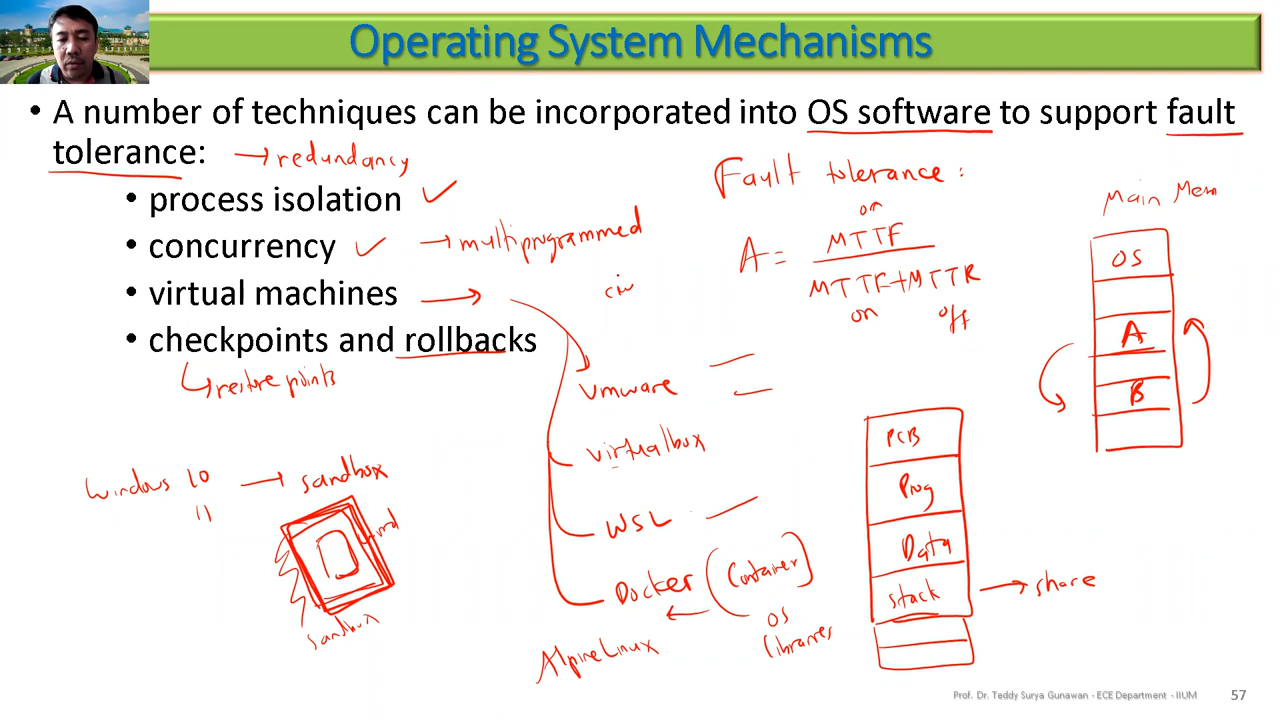 Operating System Mechanisms
• A number of techniques can be incorporated into OS software to support fault
tolerance:
→ redundancy
• process isolation
• concurrency
→ multiprogrammed
• virtual machines
• checkpoints and rollbacks
restore points
Fault tolerance:
on
A = MTTF
MTTF+MTTR
on off
Main Mem
OS
A
B
vmware
virtualbox
WSL
Docker (Container)
OS
libraries
AlpineLinux
Windows 10 → sandbox
11
sandbox
PCB
Prog
Data
stack → share
Prof. Dr. Teddy Surya Gunawan - ECE Department - IIUM 57